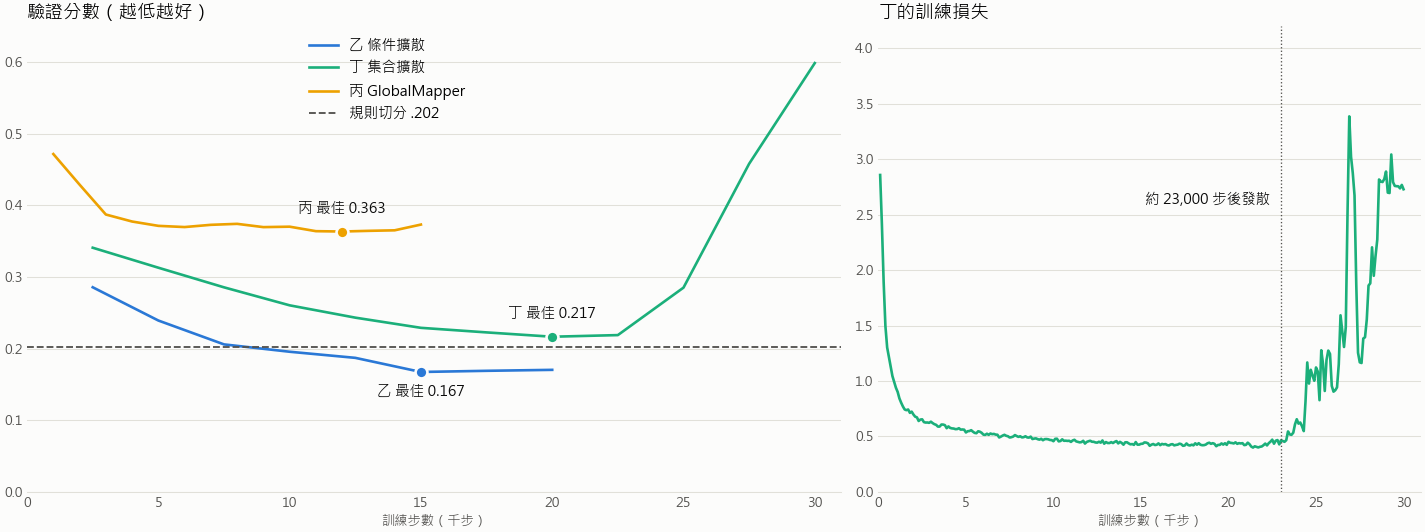 驗證分數（越低越好）
乙 條件擴散
丁 集合擴散
丙 GlobalMapper
規則切分 .202
0.6
0.5
0.4
0.3
0.2
0.1
0.0
丙 最佳 0.363
丁 最佳 0.217
乙 最佳 0.167
0
5
10
15
20
25
30
訓練步數（千步）
丁的訓練損失
4.0
3.5
3.0
2.5
2.0
1.5
1.0
0.5
0.0
約 23,000 步後發散
0
5
10
15
20
25
30
訓練步數（千步）